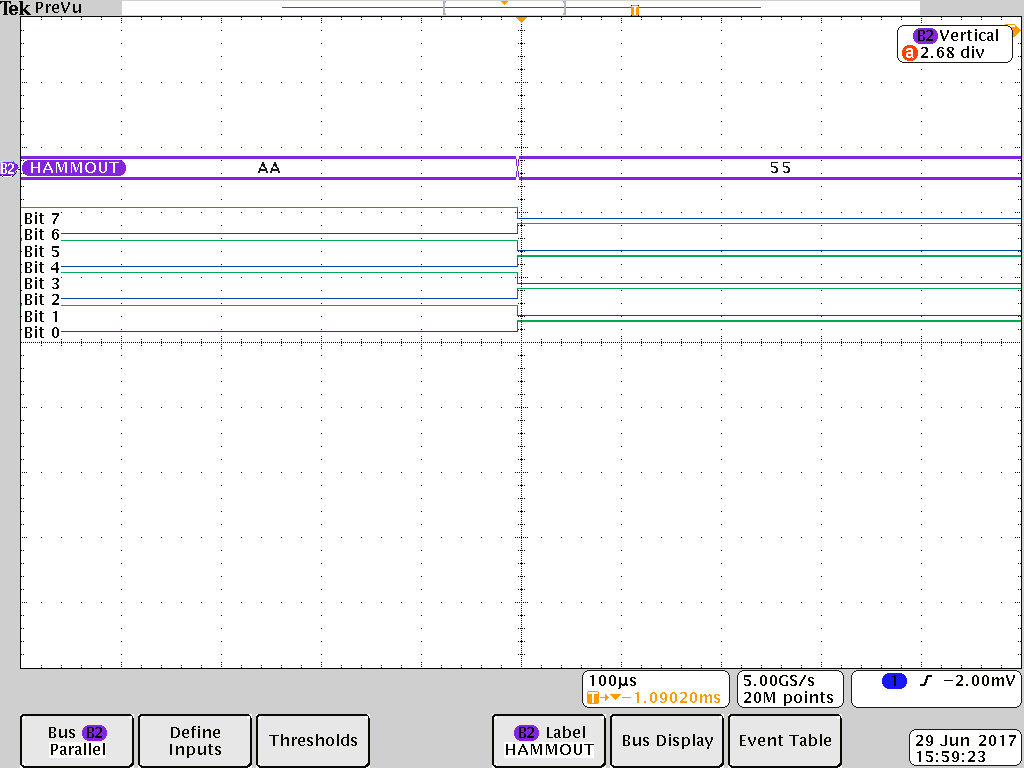 Tek PreVu
T
B2 Vertical
a 2.68 div
B2 HAMMOUT AA 55
Bit 7
Bit 6
Bit 5
Bit 4
Bit 3
Bit 2
Bit 1
Bit 0
100µs
T→▼−1.09020ms
5.00GS/s
20M points
1 −2.00mV
Bus B2
Parallel
Define
Inputs
Thresholds
B2 Label
HAMMOUT
Bus Display
Event Table
29 Jun 2017
15:59:23